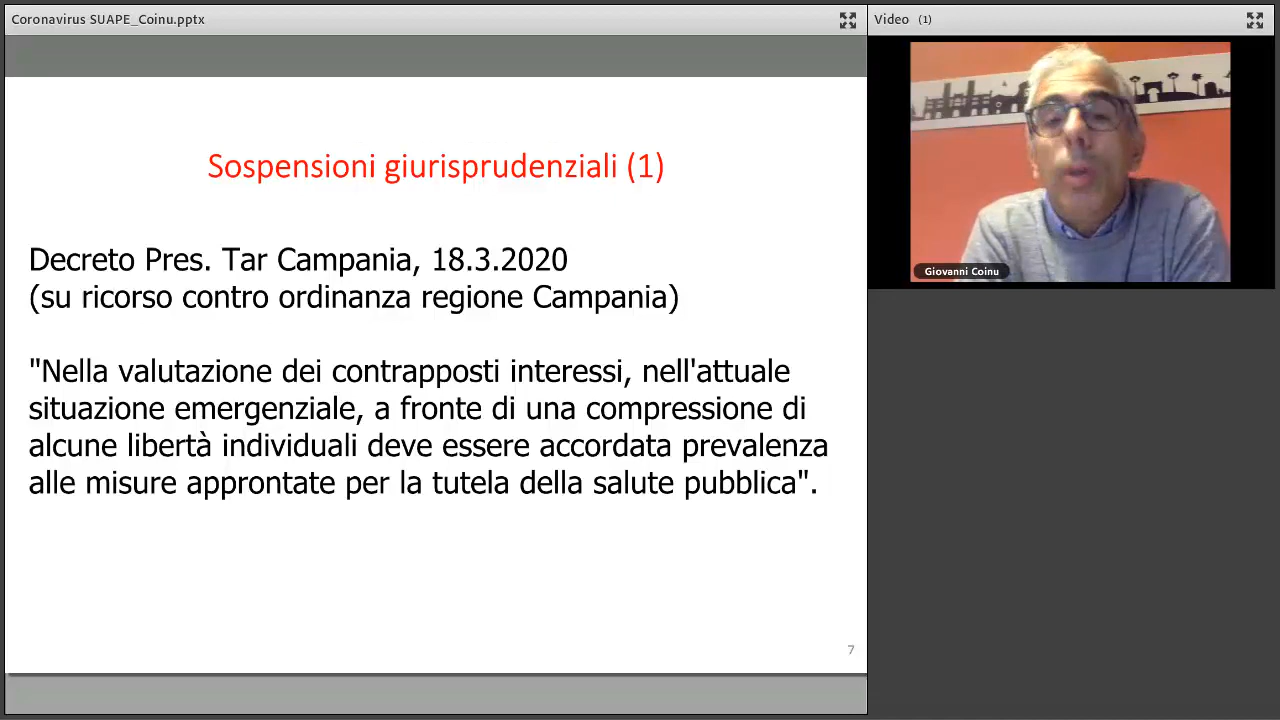 Coronavirus SUAPE_Coinu.pptx
Video (1)
Sospensioni giurisprudenziali (1)
Decreto Pres. Tar Campania, 18.3.2020
(su ricorso contro ordinanza regione Campania)
"Nella valutazione dei contrapposti interessi, nell'attuale
situazione emergenziale, a fronte di una compressione di
alcune libertà individuali deve essere accordata prevalenza
alle misure approntate per la tutela della salute pubblica".
7
Giovanni Coinu